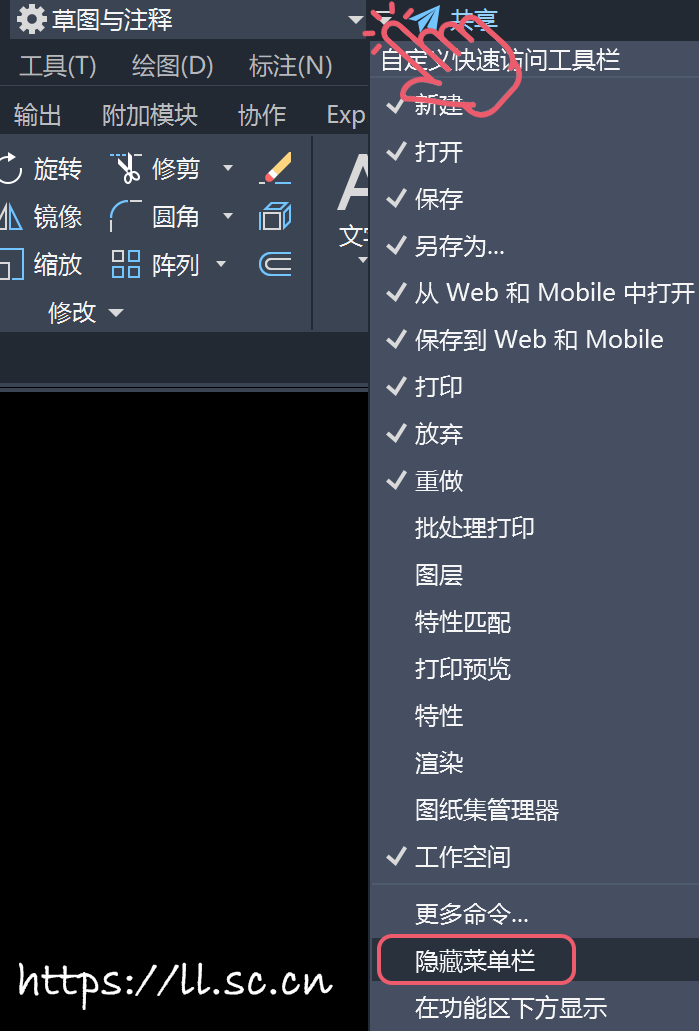 草图与注释
共享
工具(T) 绘图(D) 标注(N)
输出 附加模块 协作 Exp
旋转 修剪
镜像 圆角
缩放 阵列
修改
自定义快速访问工具栏
新建
打开
保存
另存为...
从 Web 和 Mobile 中打开
保存到 Web 和 Mobile
打印
放弃
重做
批处理打印
图层
特性匹配
打印预览
特性
渲染
图纸集管理器
工作空间
更多命令...
隐藏菜单栏
在功能区下方显示
https://ll.sc.cn